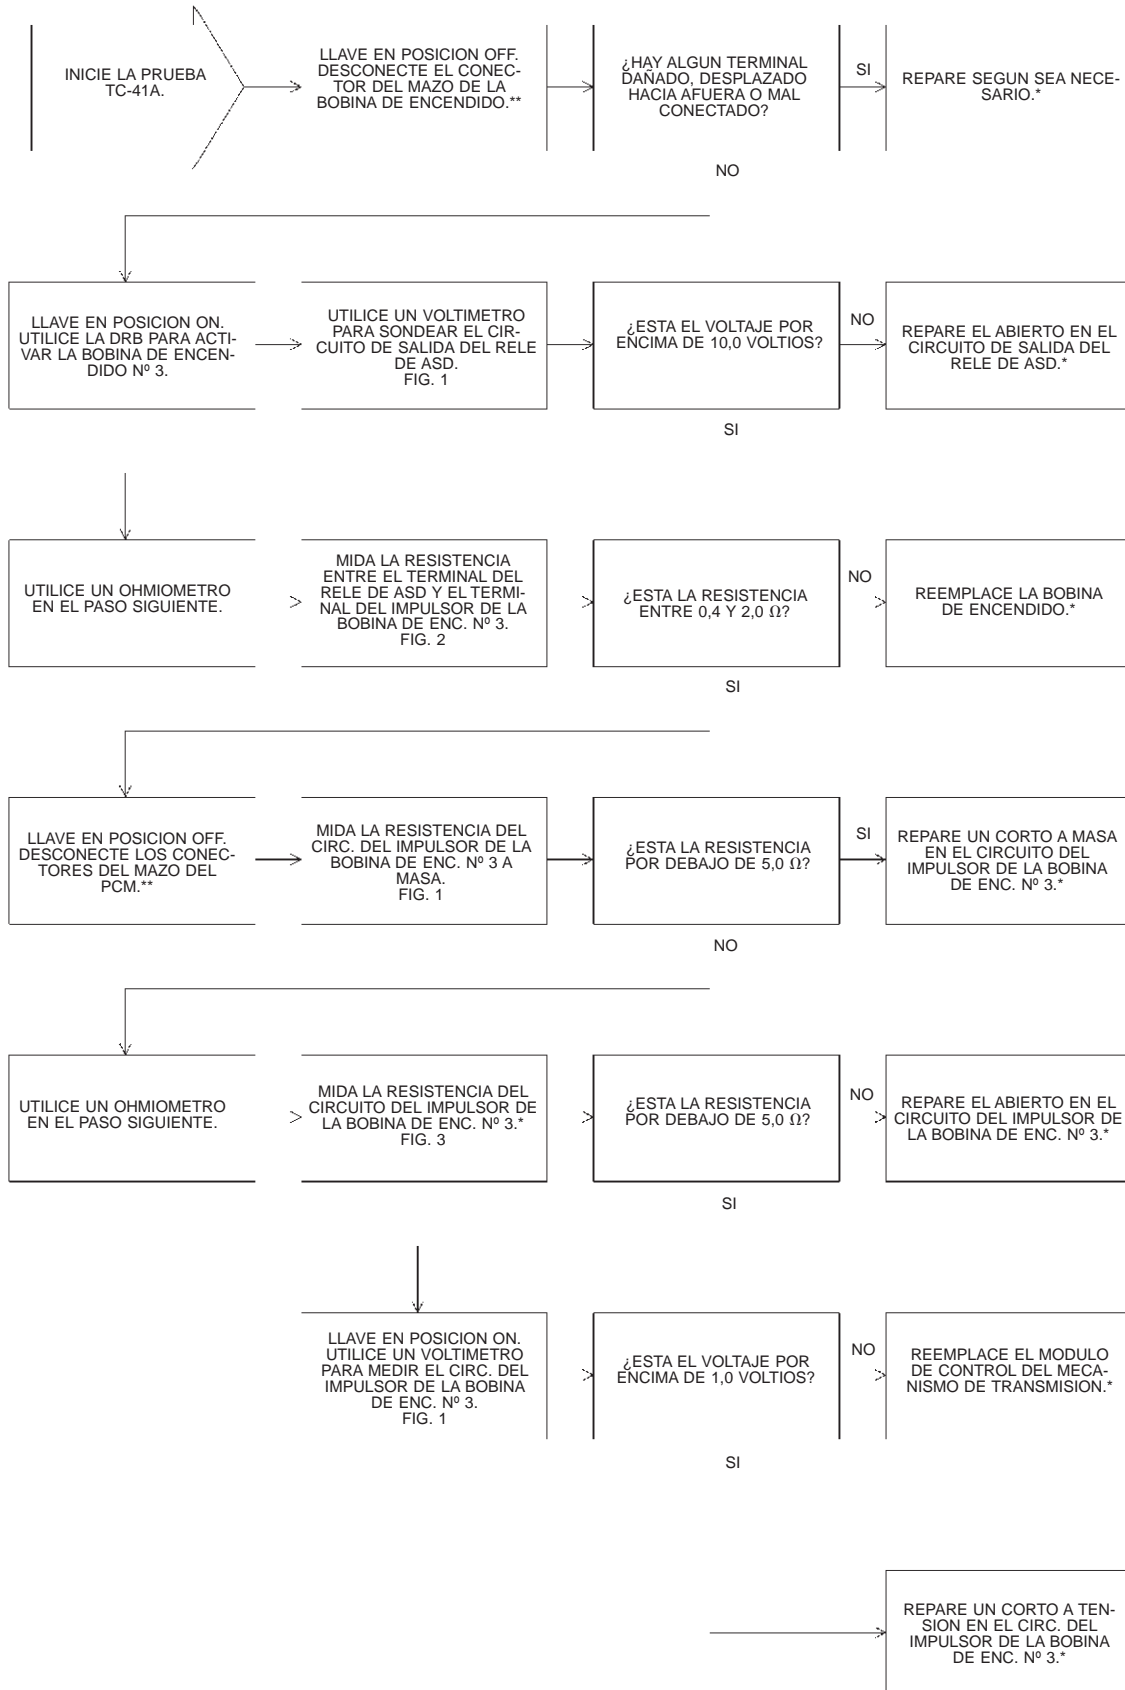 INICIE LA PRUEBA
TC-41A.
LLAVE EN POSICION OFF.
DESCONECTE EL CONEC-
TOR DEL MAZO DE LA
BOBINA DE ENCENDIDO.**
¿HAY ALGUN TERMINAL
DAÑADO, DESPLAZADO
HACIA AFUERA O MAL
CONECTADO?
SI
REPARE SEGUN SEA NECE-
SARIO.*
NO
LLAVE EN POSICION ON.
UTILICE LA DRB PARA ACTI-
VAR LA BOBINA DE ENCEN-
DIDO Nº 3.
UTILICE UN VOLTIMETRO
PARA SONDEAR EL CIR-
CUITO DE SALIDA DEL RELE
DE ASD.
FIG. 1
¿ESTA EL VOLTAJE POR
ENCIMA DE 10,0 VOLTIOS?
NO
REPARE EL ABIERTO EN EL
CIRCUITO DE SALIDA DEL
RELE DE ASD.*
SI
UTILICE UN OHMIOMETRO
EN EL PASO SIGUIENTE.
MIDA LA RESISTENCIA
ENTRE EL TERMINAL DEL
RELE DE ASD Y EL TERMI-
NAL DEL IMPULSOR DE LA
BOBINA DE ENC. Nº 3.
FIG. 2
¿ESTA LA RESISTENCIA
ENTRE 0,4 Y 2,0 Ω?
NO
REEMPLACE LA BOBINA
DE ENCENDIDO.*
SI
LLAVE EN POSICION OFF.
DESCONECTE LOS CONEC-
TORES DEL MAZO DEL
PCM.**
MIDA LA RESISTENCIA DEL
CIRC. DEL IMPULSOR DE LA
BOBINA DE ENC. Nº 3 A
MASA.
FIG. 1
¿ESTA LA RESISTENCIA
POR DEBAJO DE 5,0 Ω?
SI
REPARE UN CORTO A MASA
EN EL CIRCUITO DEL
IMPULSOR DE LA BOBINA
DE ENC. Nº 3.*
NO
UTILICE UN OHMIOMETRO
EN EL PASO SIGUIENTE.
MIDA LA RESISTENCIA DEL
CIRCUITO DEL IMPULSOR DE
LA BOBINA DE ENC. Nº 3.*
FIG. 3
¿ESTA LA RESISTENCIA
POR DEBAJO DE 5,0 Ω?
NO
REPARE EL ABIERTO EN EL
CIRCUITO DEL IMPULSOR DE
LA BOBINA DE ENC. Nº 3.*
SI
LLAVE EN POSICION ON.
UTILICE UN VOLTIMETRO
PARA MEDIR EL CIRC. DEL
IMPULSOR DE LA BOBINA
DE ENC. Nº 3.
FIG. 1
¿ESTA EL VOLTAJE POR
ENCIMA DE 1,0 VOLTIOS?
NO
REEMPLACE EL MODULO
DE CONTROL DEL MECA-
NISMO DE TRANSMISION.*
SI
REPARE UN CORTO A TEN-
SION EN EL CIRC. DEL
IMPULSOR DE LA BOBINA
DE ENC. Nº 3.*